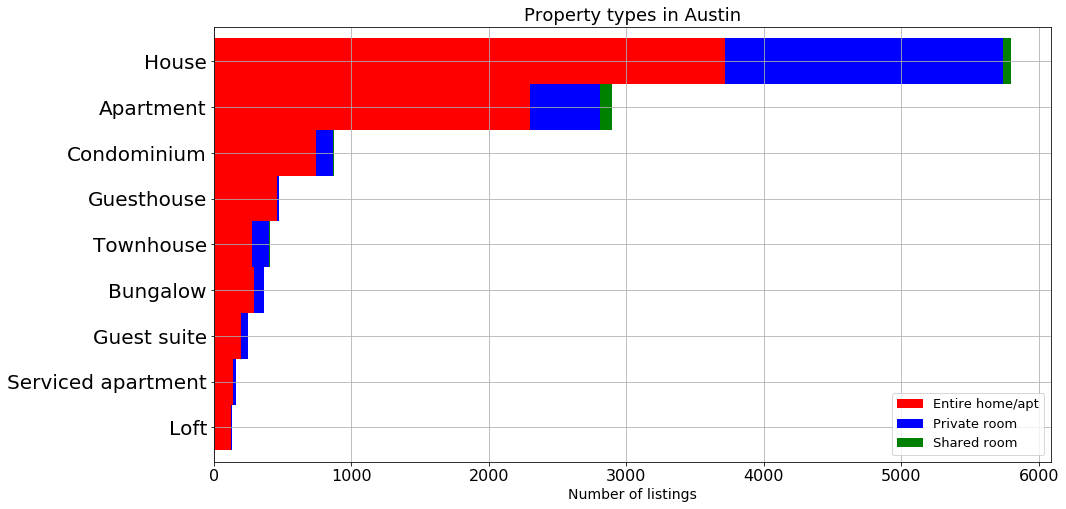 Property types in Austin
House
Apartment
Condominium
Guesthouse
Townhouse
Bungalow
Guest suite
Serviced apartment
Loft
Entire home/apt
Private room
Shared room
0 1000 2000 3000 4000 5000 6000
Number of listings